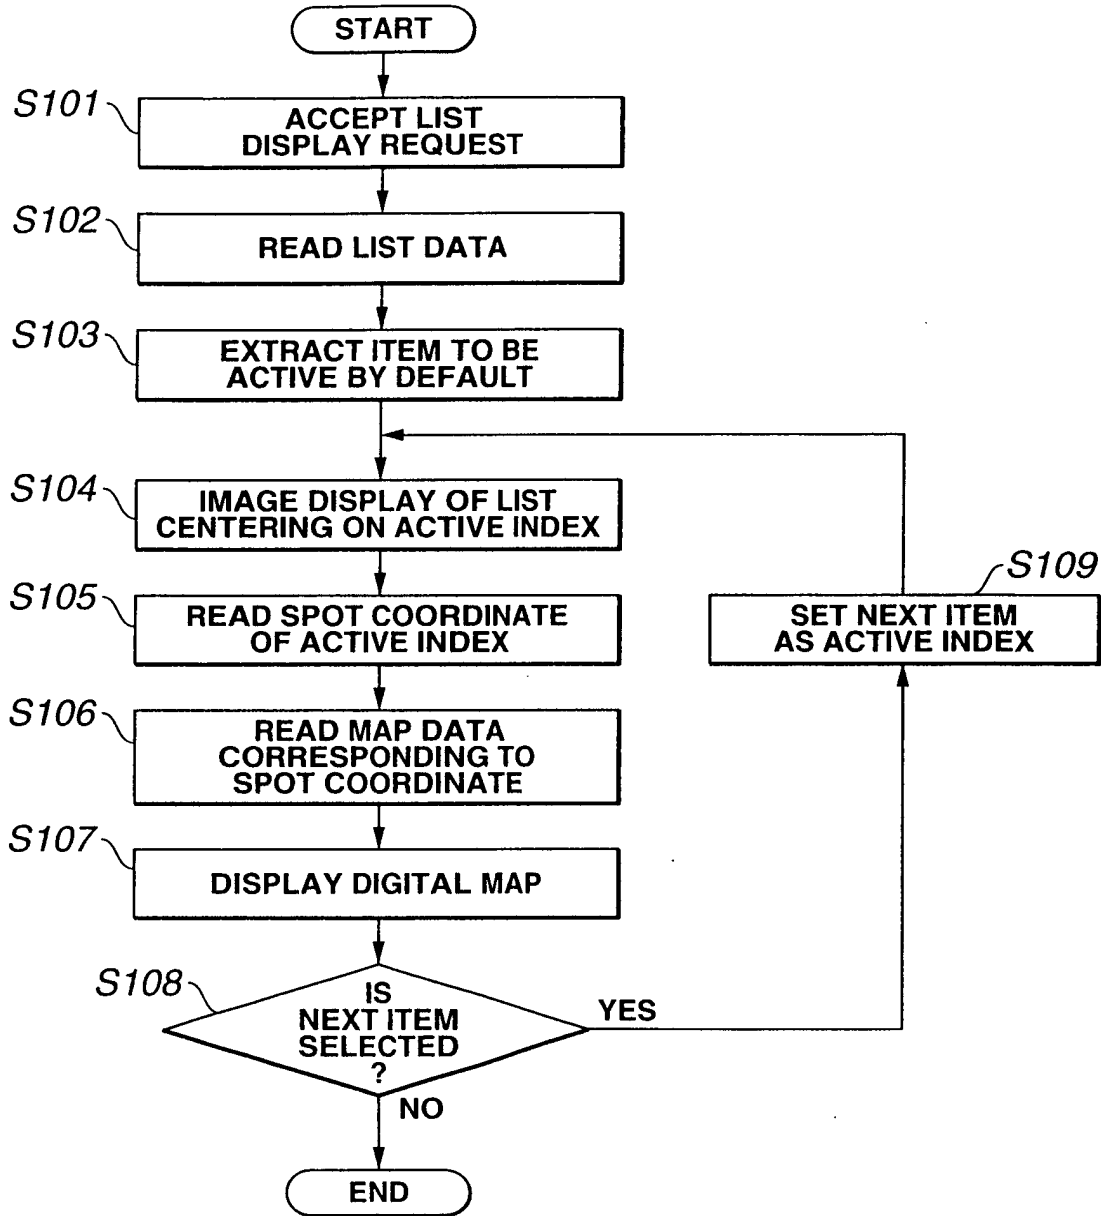 START
S101
ACCEPT LIST
DISPLAY REQUEST
S102
READ LIST DATA
S103
EXTRACT ITEM TO BE
ACTIVE BY DEFAULT
S104
IMAGE DISPLAY OF LIST
CENTERING ON ACTIVE INDEX
S105
READ SPOT COORDINATE
OF ACTIVE INDEX
S109
SET NEXT ITEM
AS ACTIVE INDEX
S106
READ MAP DATA
CORRESPONDING TO
SPOT COORDINATE
S107
DISPLAY DIGITAL MAP
S108
IS
NEXT ITEM
SELECTED
?
YES
NO
END